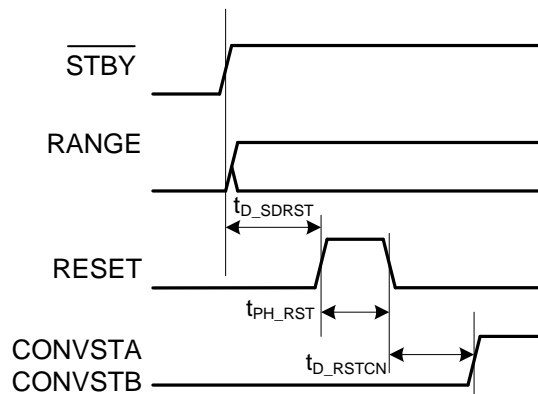 STBY
RANGE
tD_SDRST
RESET
tPH_RST
CONVSTA
CONVSTB
tD_RSTCN